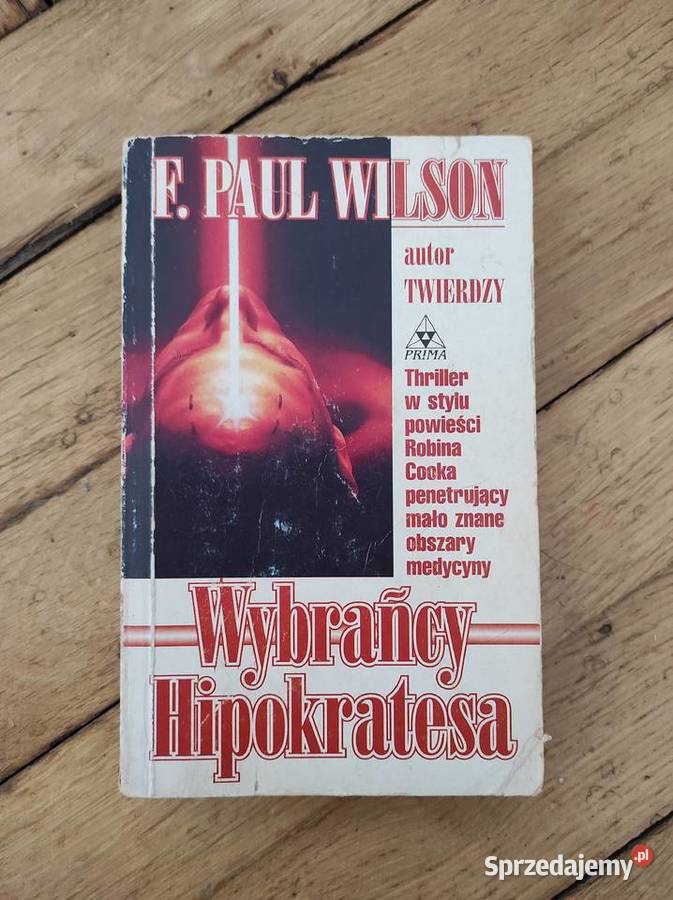 F. PAUL WILSON
autor
TWIERDZY
PRIMA
Thriller
w stylu
powieści
Robina
Cooka
penetrujący
mało znane
obszary
medycyny
Wybrańcy
Hipokratesa
Sprzedajemy.pl